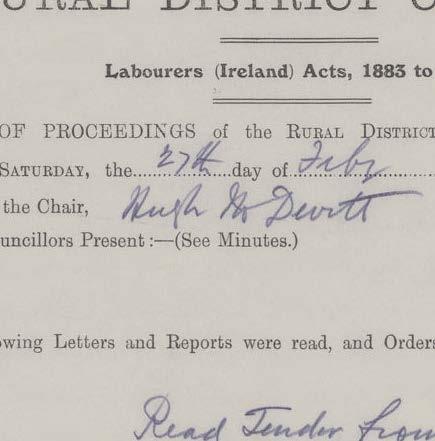 RURAL DISTRICT C
Labourers (Ireland) Acts, 1883 to
OF PROCEEDINGS of the RURAL DISTRICT
SATURDAY, the 27th day of Feby
the Chair, Hugh McDevitt
uncillors Present :—(See Minutes.)
owing Letters and Reports were read, and Orders
Read Tender from